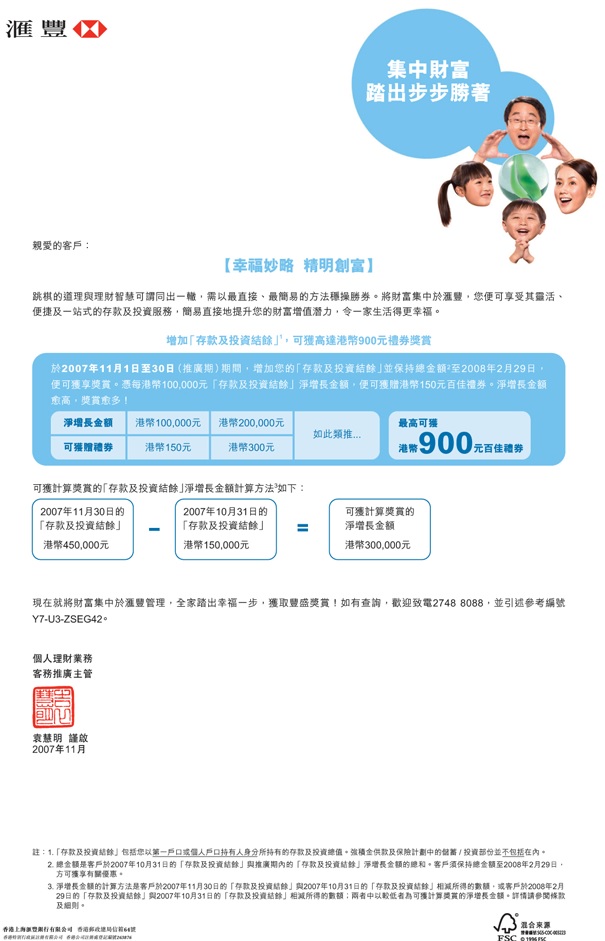 滙豐
集中財富
踏出步步勝著
親愛的客戶：
【幸福妙略 精明創富】
跳棋的道理與理財智慧可謂同出一轍，需以最直接、最簡易的方法穩操勝券。將財富集中於滙豐，您便可享受其靈活、
便捷及一站式的存款及投資服務，簡易直接地提升您的財富增值潛力，令一家生活得更幸福。
增加「存款及投資結餘」¹，可獲高達港幣900元禮券獎賞
於2007年11月1日至30日（推廣期）期間，增加您的「存款及投資結餘」並保持總金額²至2008年2月29日，
便可獲享獎賞。憑每港幣100,000元「存款及投資結餘」淨增長金額，便可獲贈港幣150元百佳禮券。淨增長金額
愈高，獎賞愈多！
淨增長金額 港幣100,000元 港幣200,000元 如此類推...
可獲贈禮券 港幣150元 港幣300元
最高可獲
港幣900元百佳禮券
可獲計算獎賞的「存款及投資結餘」淨增長金額計算方法³如下：
2007年11月30日的
「存款及投資結餘」
港幣450,000元
–
2007年10月31日的
「存款及投資結餘」
港幣150,000元
=
可獲計算獎賞的
淨增長金額
港幣300,000元
現在就將財富集中於滙豐管理，全家踏出幸福一步，獲取豐盛獎賞！如有查詢，歡迎致電2748 8088，並引述參考編號
Y7-U3-ZSEG42。
個人理財業務
客務推廣主管
袁慧明 謹啟
2007年11月
註：1.「存款及投資結餘」包括您以第一戶口或個人戶口持有人身分所持有的存款及投資總值。強積金供款及保險計劃中的儲蓄／投資部份並不包括在內。
2. 總金額是客戶於2007年10月31日的「存款及投資結餘」與推廣期內的「存款及投資結餘」淨增長金額的總和。客戶須保持總金額至2008年2月29日，
方可獲享有關優惠。
3. 淨增長金額的計算方法是客戶於2007年11月30日的「存款及投資結餘」與2007年10月31日的「存款及投資結餘」相減所得的數額，或客戶於2008年2月
29日的「存款及投資結餘」與2007年10月31日的「存款及投資結餘」相減所得的數額；兩者中以較低者為可獲計算獎賞的淨增長金額。詳情請參閱條款
及細則。
香港上海滙豐銀行有限公司 香港郵政總局信箱64號
香港特別行政區註冊有限公司 香港公司註冊處登記編號263876
FSC
混合來源
© 1996 FSC